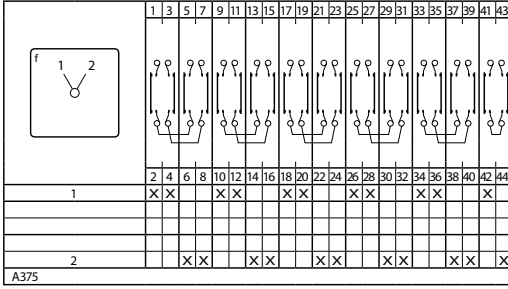 1 3 5 7 9 11 13 15 17 19 21 23 25 27 29 31 33 35 37 39 41 43
f
1 2
2 4 6 8 10 12 14 16 18 20 22 24 26 28 30 32 34 36 38 40 42 44
1 X X X X X X X X X X X
2 X X X X X X X X X X X
A375